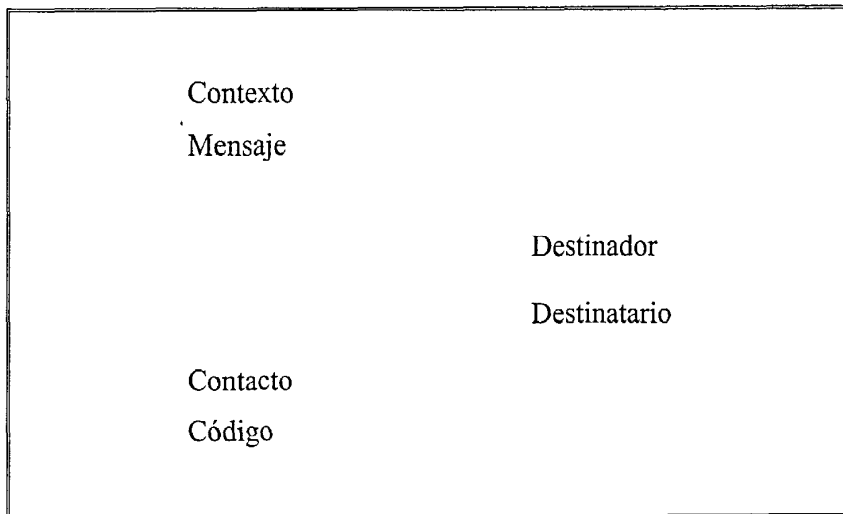 Contexto
Mensaje
Destinador
Destinatario
Contacto
Código